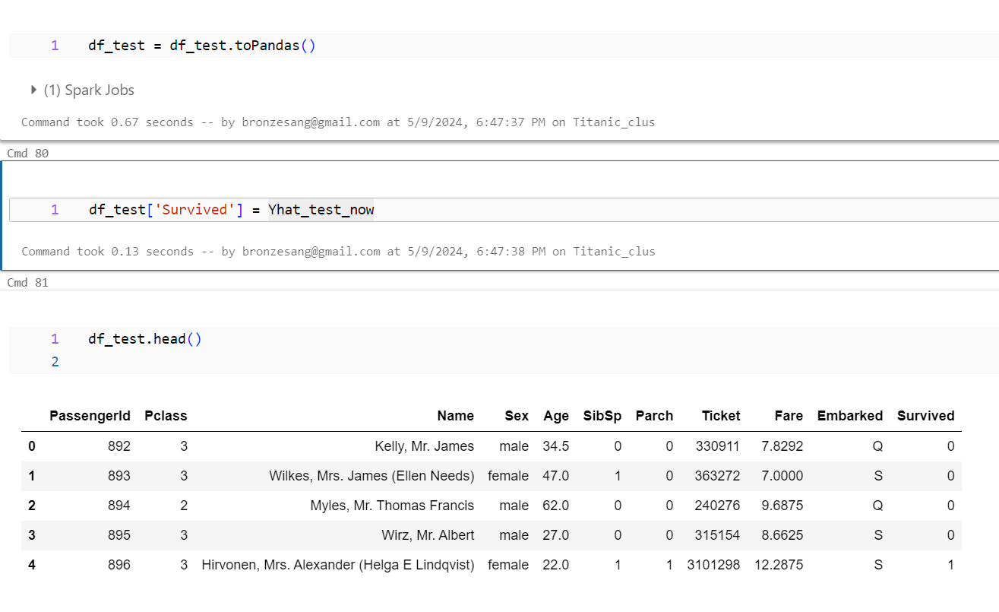 1 df_test = df_test.toPandas()
(1) Spark Jobs
Command took 0.67 seconds -- by bronzesang@gmail.com at 5/9/2024, 6:47:37 PM on Titanic_clus
Cmd 80
1 df_test['Survived'] = Yhat_test_now
Command took 0.13 seconds -- by bronzesang@gmail.com at 5/9/2024, 6:47:38 PM on Titanic_clus
Cmd 81
1 df_test.head()
2
PassengerId Pclass Name Sex Age SibSp Parch Ticket Fare Embarked Survived
0 892 3 Kelly, Mr. James male 34.5 0 0 330911 7.8292 Q 0
1 893 3 Wilkes, Mrs. James (Ellen Needs) female 47.0 1 0 363272 7.0000 S 0
2 894 2 Myles, Mr. Thomas Francis male 62.0 0 0 240276 9.6875 Q 0
3 895 3 Wirz, Mr. Albert male 27.0 0 0 315154 8.6625 S 0
4 896 3 Hirvonen, Mrs. Alexander (Helga E Lindqvist) female 22.0 1 1 3101298 12.2875 S 1